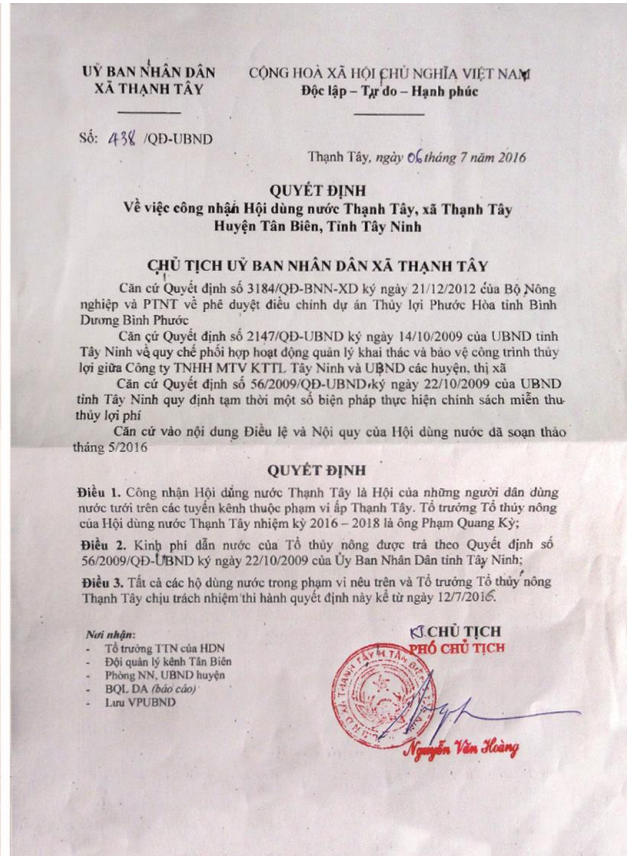 UỶ BAN NHÂN DÂN
XÃ THẠNH TÂY
CỘNG HOÀ XÃ HỘI CHỦ NGHĨA VIỆT NAM
Độc lập – Tự do – Hạnh phúc
Số: 438 /QĐ-UBND
Thạnh Tây, ngày 06 tháng 7 năm 2016
QUYẾT ĐỊNH
Về việc công nhận Hội dùng nước Thạnh Tây, xã Thạnh Tây
Huyện Tân Biên, Tỉnh Tây Ninh
CHỦ TỊCH UỶ BAN NHÂN DÂN XÃ THẠNH TÂY
Căn cứ Quyết định số 3184/QĐ-BNN-XD ký ngày 21/12/2012 của Bộ Nông
nghiệp và PTNT về phê duyệt điều chỉnh dự án Thủy lợi Phước Hòa tỉnh Bình
Dương Bình Phước
Căn cứ Quyết định số 2147/QĐ-UBND ký ngày 14/10/2009 của UBND tỉnh
Tây Ninh về quy chế phối hợp hoạt động quản lý khai thác và bảo vệ công trình thủy
lợi giữa Công ty TNHH MTV KTTL Tây Ninh và UBND các huyện, thị xã
Căn cứ Quyết định số 56/2009/QĐ-UBND ký ngày 22/10/2009 của UBND
tỉnh Tây Ninh quy định tạm thời một số biện pháp thực hiện chính sách miễn thu
thủy lợi phí
Căn cứ vào nội dung Điều lệ và Nội quy của Hội dùng nước đã soạn thảo
tháng 5/2016
QUYẾT ĐỊNH
Điều 1. Công nhận Hội dằng nước Thạnh Tây là Hội của những người dân dùng
nước tưới trên các tuyến kênh thuộc phạm vi ấp Thạnh Tây. Tổ trưởng Tổ thủy nông
của Hội dùng nước Thạnh Tây nhiệm kỳ 2016 – 2018 là ông Phạm Quang Kỳ;
Điều 2. Kinh phí dẫn nước của Tổ thủy nông được trả theo Quyết định số
56/2009/QĐ-UBND ký ngày 22/10/2009 của Ủy Ban Nhân Dân tỉnh Tây Ninh;
Điều 3. Tất cả các hộ dùng nước trong phạm vi nêu trên và Tổ trưởng Tổ thủy nông
Thạnh Tây chịu trách nhiệm thi hành quyết định này kể từ ngày 12/7/2016.
Nơi nhận:
- Tổ trưởng TTN của HDN
- Đội quản lý kênh Tân Biên
- Phòng NN, UBND huyện
- BQL DA (báo cáo)
- Lưu VPUBND
KT.CHỦ TỊCH
PHÓ CHỦ TỊCH
Nguyễn Văn Hoàng